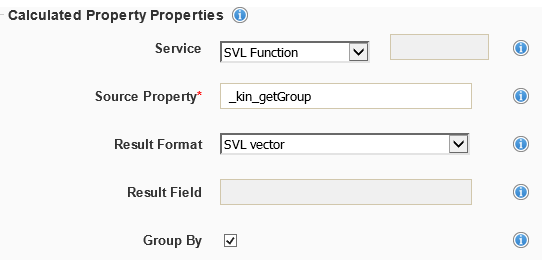 Calculated Property Properties
Service SVL Function
Source Property* _kin_getGroup
Result Format SVL vector
Result Field
Group By